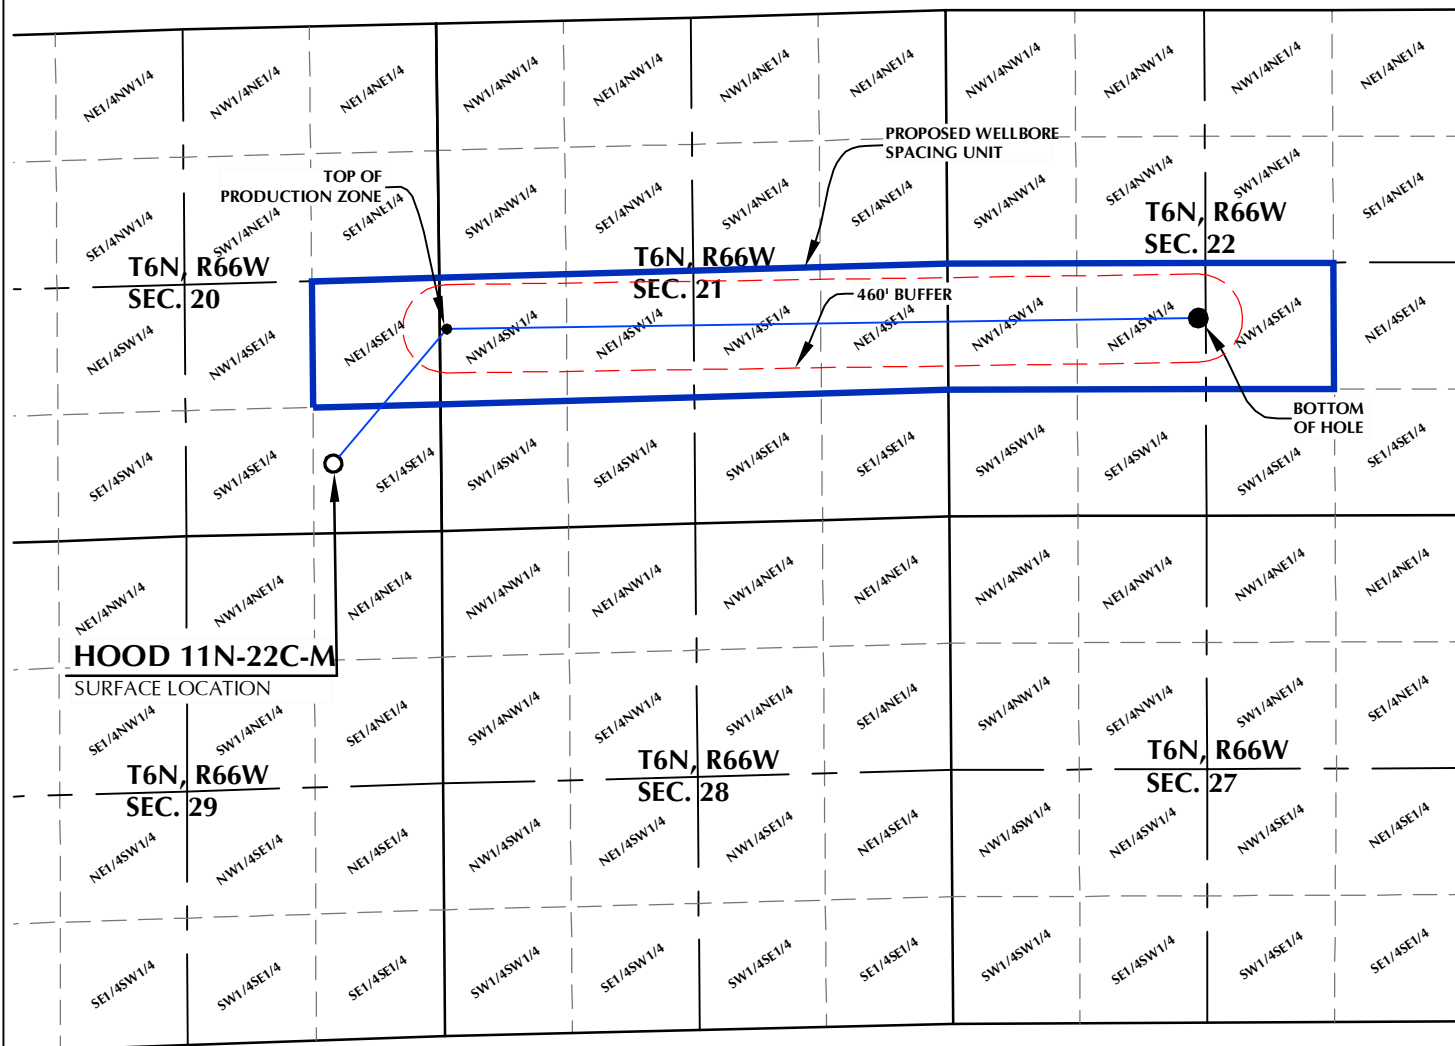 NE1/4NW1/4
NW1/4NE1/4
NE1/4NE1/4
NW1/4NW1/4
NE1/4NW1/4
NW1/4NE1/4
NE1/4NE1/4
NW1/4NW1/4
NE1/4NW1/4
NW1/4NE1/4
NE1/4NE1/4
PROPOSED WELLBORE
SPACING UNIT
TOP OF
PRODUCTION ZONE
SE1/4NW1/4
SW1/4NE1/4
SE1/4NE1/4
SW1/4NW1/4
SE1/4NW1/4
SW1/4NE1/4
SE1/4NE1/4
SW1/4NW1/4
SE1/4NW1/4
SW1/4NE1/4
SE1/4NE1/4
T6N, R66W
SEC. 20
T6N, R66W
SEC. 21
T6N, R66W
SEC. 22
460' BUFFER
NE1/4SW1/4
NW1/4SE1/4
NE1/4SE1/4
NW1/4SW1/4
NE1/4SW1/4
NW1/4SE1/4
NE1/4SE1/4
NW1/4SW1/4
NE1/4SW1/4
NW1/4SE1/4
NE1/4SE1/4
BOTTOM
OF HOLE
SE1/4SW1/4
SW1/4SE1/4
SE1/4SE1/4
SW1/4SW1/4
SE1/4SW1/4
SW1/4SE1/4
SE1/4SE1/4
SW1/4SW1/4
SE1/4SW1/4
SW1/4SE1/4
SE1/4SE1/4
NE1/4NW1/4
NW1/4NE1/4
NE1/4NE1/4
NW1/4NW1/4
NE1/4NW1/4
NW1/4NE1/4
NE1/4NE1/4
NW1/4NW1/4
NE1/4NW1/4
NW1/4NE1/4
NE1/4NE1/4
HOOD 11N-22C-M
SURFACE LOCATION
SE1/4NW1/4
SW1/4NE1/4
SE1/4NE1/4
SW1/4NW1/4
SE1/4NW1/4
SW1/4NE1/4
SE1/4NE1/4
SW1/4NW1/4
SE1/4NW1/4
SW1/4NE1/4
SE1/4NE1/4
T6N, R66W
SEC. 29
T6N, R66W
SEC. 28
T6N, R66W
SEC. 27
NE1/4SW1/4
NW1/4SE1/4
NE1/4SE1/4
NW1/4SW1/4
NE1/4SW1/4
NW1/4SE1/4
NE1/4SE1/4
NW1/4SW1/4
NE1/4SW1/4
NW1/4SE1/4
NE1/4SE1/4
SE1/4SW1/4
SW1/4SE1/4
SE1/4SE1/4
SW1/4SW1/4
SE1/4SW1/4
SW1/4SE1/4
SE1/4SE1/4
SW1/4SW1/4
SE1/4SW1/4
SW1/4SE1/4
SE1/4SE1/4